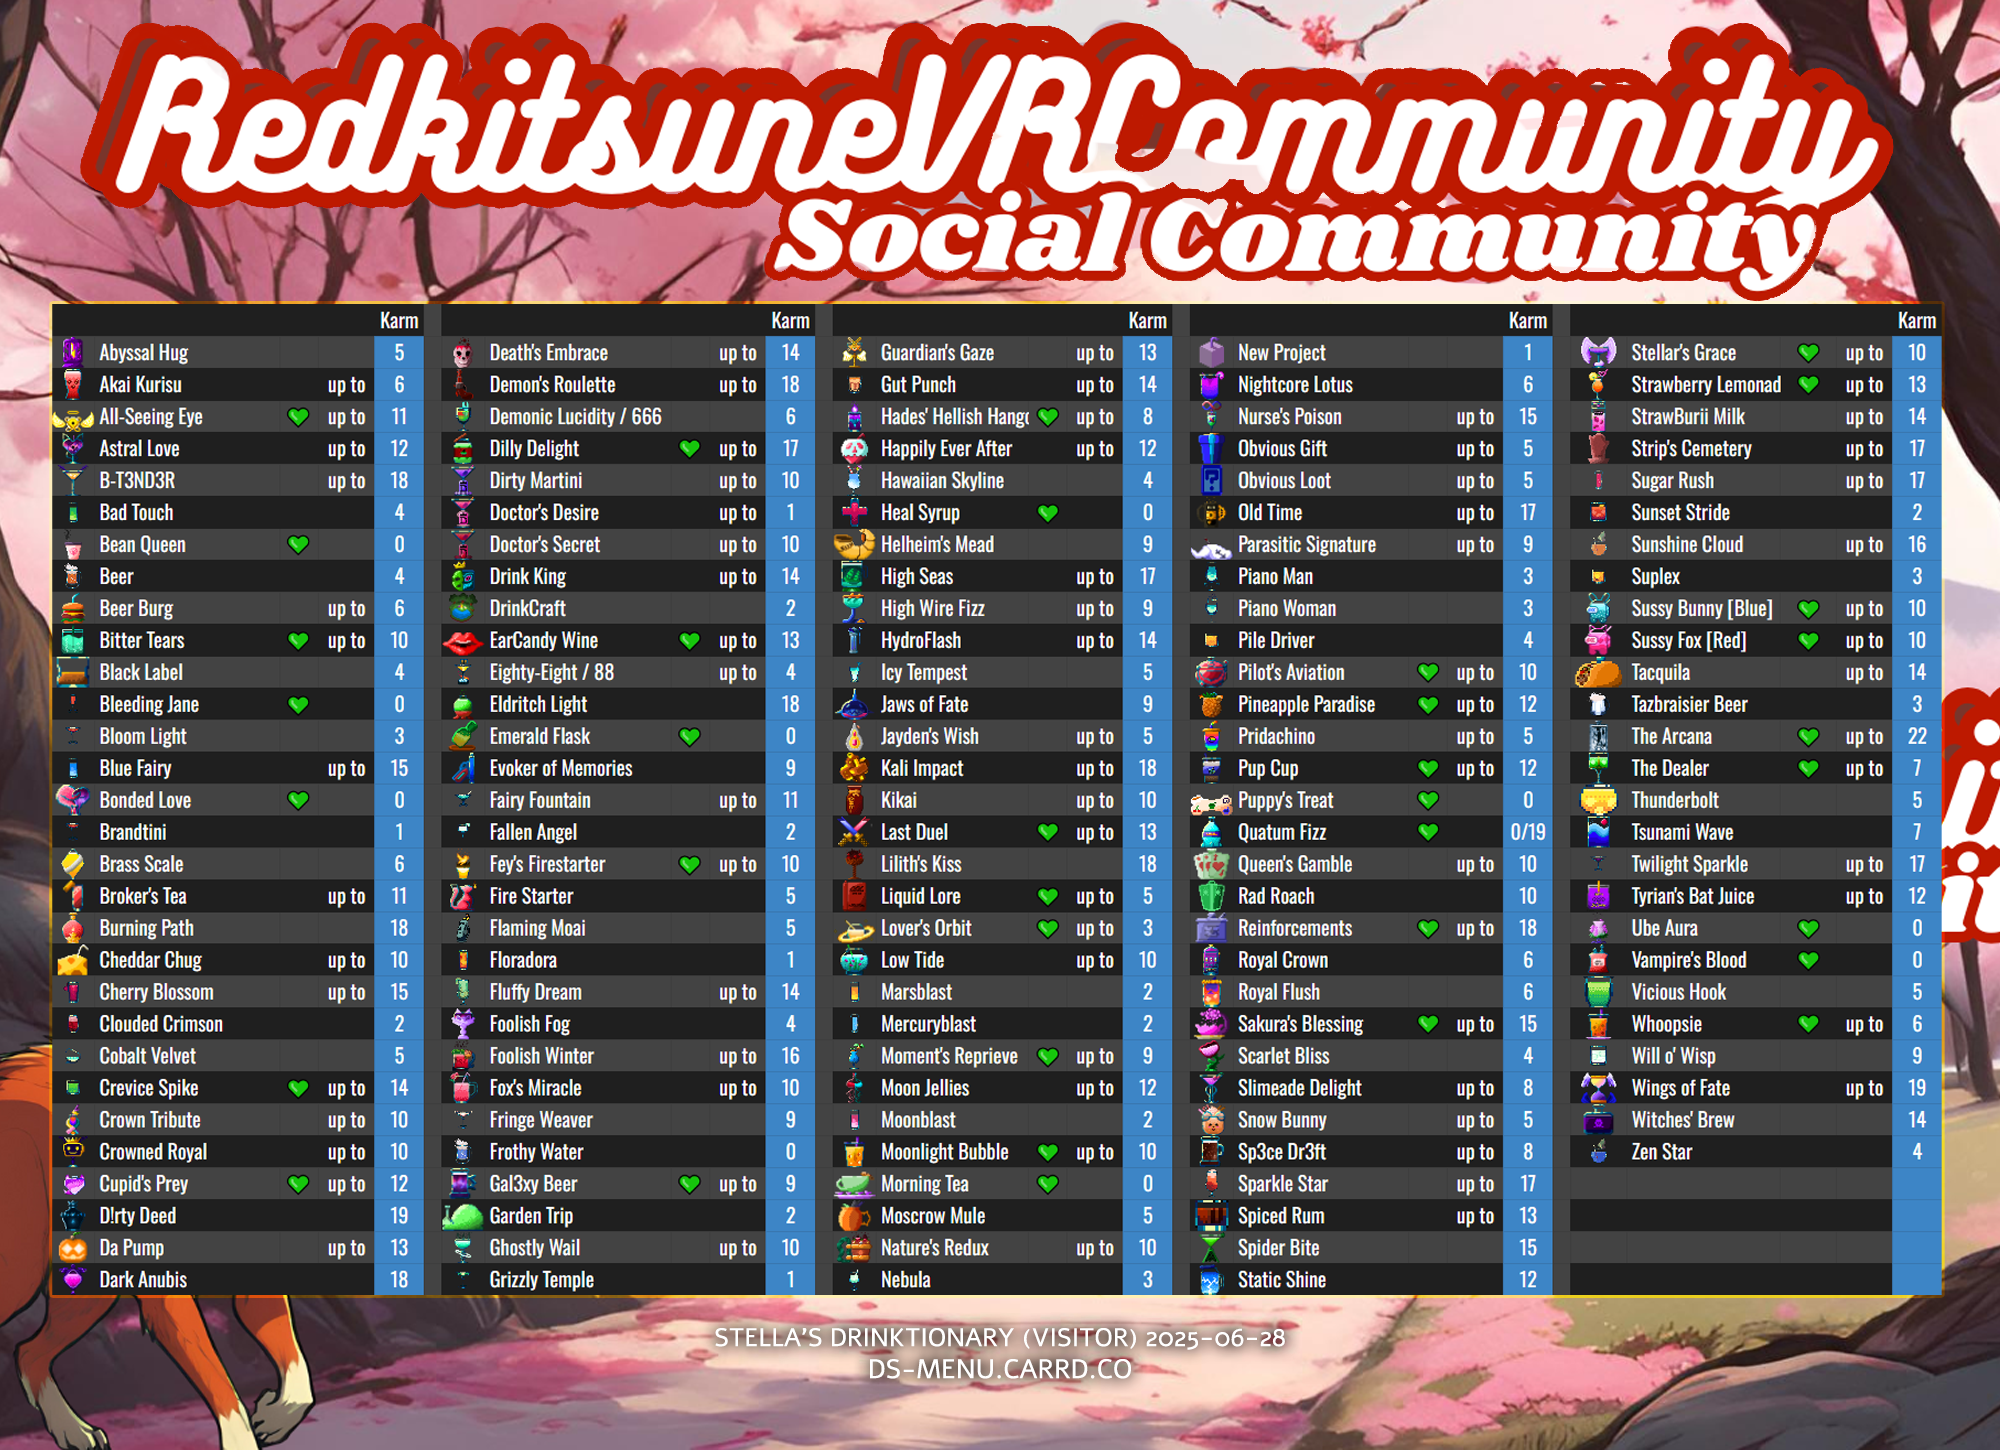 RedkitsuneVRCommunity
Social Community
Karm
Abyssal Hug 5
Akai Kurisu up to 6
All-Seeing Eye up to 11
Astral Love up to 12
B-T3ND3R up to 18
Bad Touch 4
Bean Queen 0
Beer 4
Beer Burg up to 6
Bitter Tears up to 10
Black Label 4
Bleeding Jane 0
Bloom Light 3
Blue Fairy up to 15
Bonded Love 0
Brandtini 1
Brass Scale 6
Broker's Tea up to 11
Burning Path 18
Cheddar Chug up to 10
Cherry Blossom up to 15
Clouded Crimson 2
Cobalt Velvet 5
Crevice Spike up to 14
Crown Tribute up to 10
Crowned Royal up to 10
Cupid's Prey up to 12
D!rty Deed 19
Da Pump up to 13
Dark Anubis 18
Karm
Death's Embrace up to 14
Demon's Roulette up to 18
Demonic Lucidity / 666 6
Dilly Delight up to 17
Dirty Martini up to 10
Doctor's Desire up to 1
Doctor's Secret up to 10
Drink King up to 14
DrinkCraft 2
EarCandy Wine up to 13
Eighty-Eight / 88 up to 4
Eldritch Light 18
Emerald Flask 0
Evoker of Memories 9
Fairy Fountain up to 11
Fallen Angel 2
Fey's Firestarter up to 10
Fire Starter 5
Flaming Moai 5
Floradora 1
Fluffy Dream up to 14
Foolish Fog 4
Foolish Winter up to 16
Fox's Miracle up to 10
Fringe Weaver 9
Frothy Water 0
Gal3xy Beer up to 9
Garden Trip 2
Ghostly Wail up to 10
Grizzly Temple 1
Karm
Guardian's Gaze up to 13
Gut Punch up to 14
Hades' Hellish Hango up to 8
Happily Ever After up to 12
Hawaiian Skyline 4
Heal Syrup 0
Helheim's Mead 9
High Seas up to 17
High Wire Fizz up to 9
HydroFlash up to 14
Icy Tempest 5
Jaws of Fate 9
Jayden's Wish up to 5
Kali Impact up to 18
Kikai up to 10
Last Duel up to 13
Lilith's Kiss 18
Liquid Lore up to 5
Lover's Orbit up to 3
Low Tide up to 10
Marsblast 2
Mercuryblast 2
Moment's Reprieve up to 9
Moon Jellies up to 12
Moonblast 2
Moonlight Bubble up to 10
Morning Tea 0
Moscrow Mule 5
Nature's Redux up to 10
Nebula 3
Karm
New Project 1
Nightcore Lotus 6
Nurse's Poison up to 15
Obvious Gift up to 5
Obvious Loot up to 5
Old Time up to 17
Parasitic Signature up to 9
Piano Man 3
Piano Woman 3
Pile Driver 4
Pilot's Aviation up to 10
Pineapple Paradise up to 12
Pridachino up to 5
Pup Cup up to 12
Puppy's Treat 0
Quatum Fizz 0/19
Queen's Gamble up to 10
Rad Roach 10
Reinforcements up to 18
Royal Crown 6
Royal Flush 6
Sakura's Blessing up to 15
Scarlet Bliss 4
Slimeade Delight up to 8
Snow Bunny up to 5
Sp3ce Dr3ft up to 8
Sparkle Star up to 17
Spiced Rum up to 13
Spider Bite 15
Static Shine 12
Karm
Stellar's Grace up to 10
Strawberry Lemonad up to 13
StrawBurii Milk up to 14
Strip's Cemetery up to 17
Sugar Rush up to 17
Sunset Stride 2
Sunshine Cloud up to 16
Suplex 3
Sussy Bunny [Blue] up to 10
Sussy Fox [Red] up to 10
Tacquila up to 14
Tazbraisier Beer 3
The Arcana up to 22
The Dealer up to 7
Thunderbolt 5
Tsunami Wave 7
Twilight Sparkle up to 17
Tyrian's Bat Juice up to 12
Ube Aura 0
Vampire's Blood 0
Vicious Hook 5
Whoopsie up to 6
Will o' Wisp 9
Wings of Fate up to 19
Witches' Brew 14
Zen Star 4
STELLA'S DRINKTIONARY (VISITOR) 2025-06-28
DS-MENU.CARRD.CO